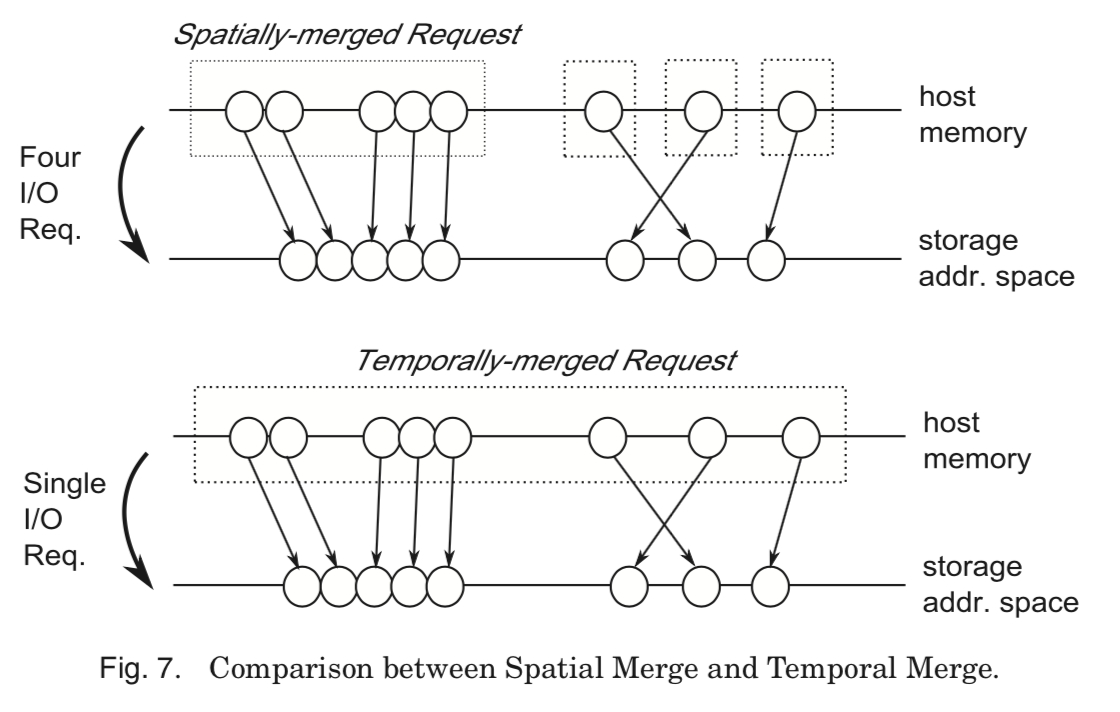 Spatially-merged Request
host
memory
Four
I/O
Req.
storage
addr. space
Temporally-merged Request
host
memory
Single
I/O
Req.
storage
addr. space
Fig. 7. Comparison between Spatial Merge and Temporal Merge.